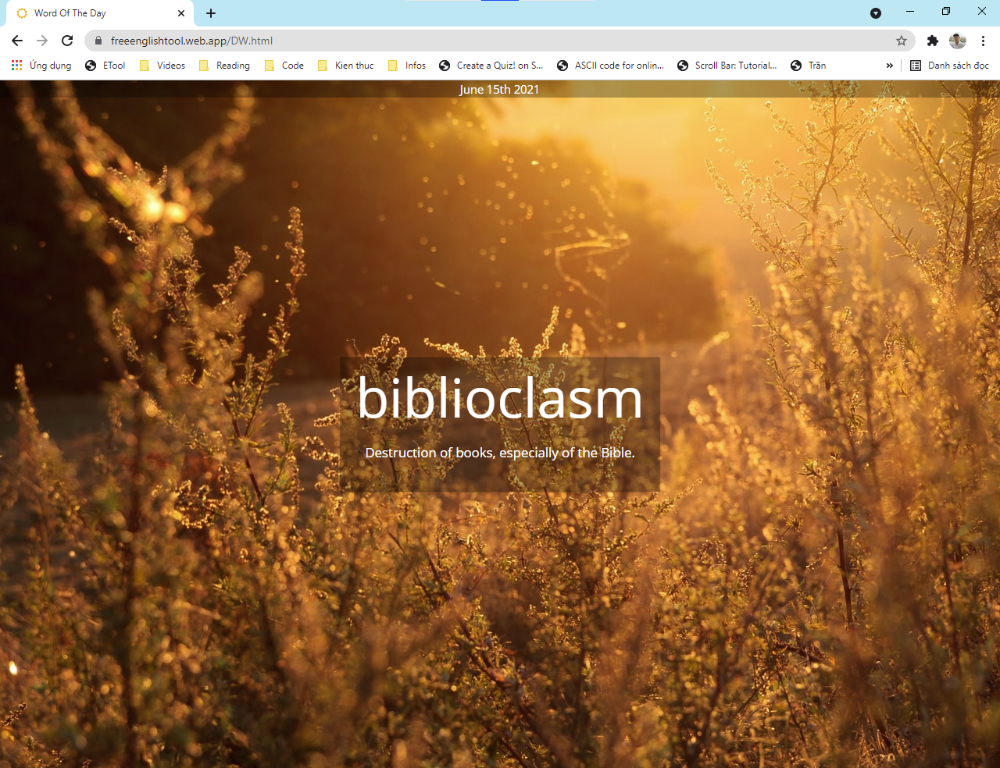 Word Of The Day
freeenglishtool.web.app/DW.html
Ứng dụng ETool Videos Reading Code Kien thuc Infos Create a Quiz! on S... ASCII code for onlin... Scroll Bar: Tutorial... Trăn » Danh sách đọc
June 15th 2021
biblioclasm
Destruction of books, especially of the Bible.